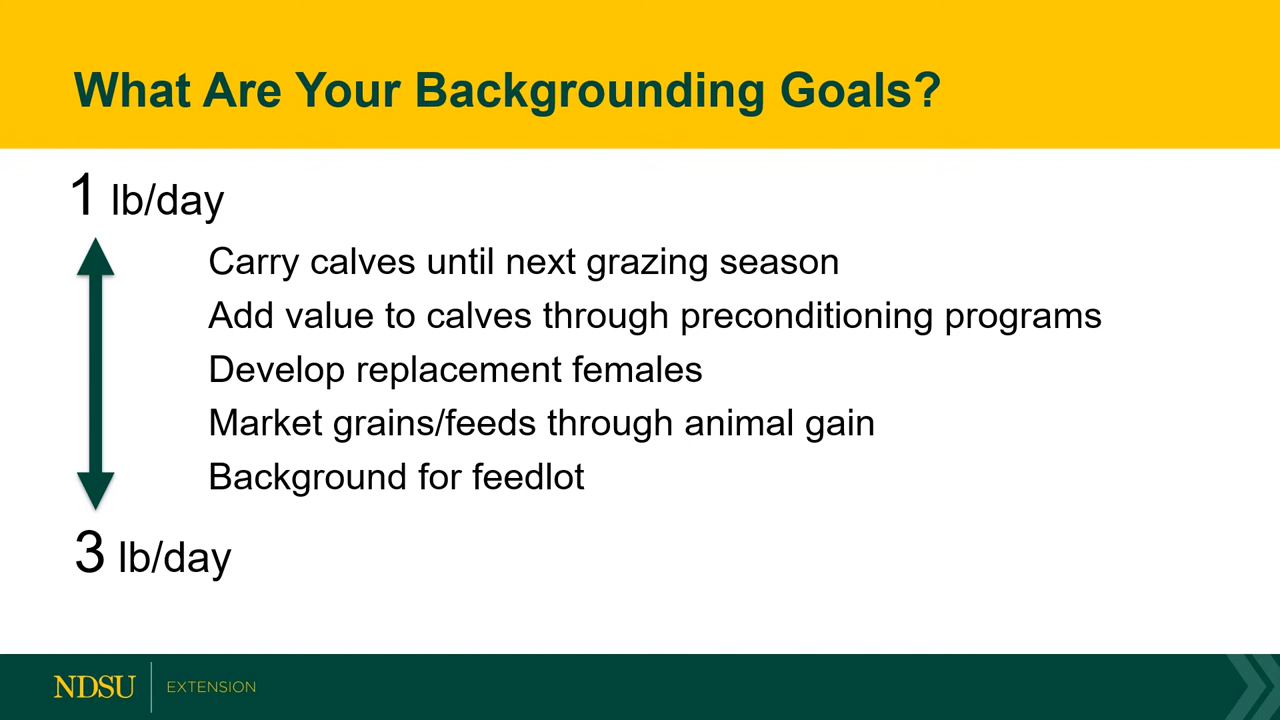 What Are Your Backgrounding Goals?
1 lb/day
Carry calves until next grazing season
Add value to calves through preconditioning programs
Develop replacement females
Market grains/feeds through animal gain
Background for feedlot
3 lb/day
NDSU EXTENSION